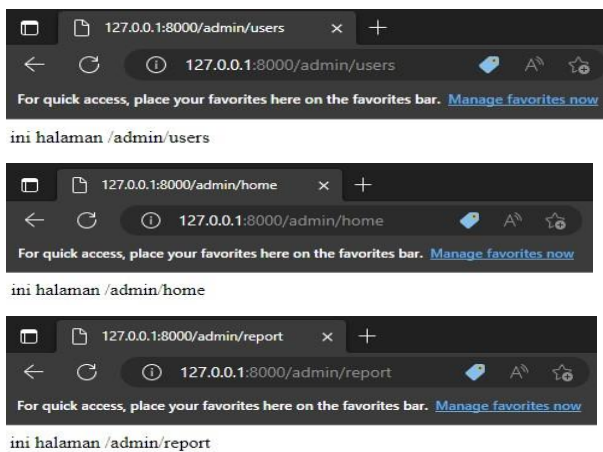 127.0.0.1:8000/admin/users
127.0.0.1:8000/admin/users
For quick access, place your favorites here on the favorites bar. Manage favorites now
ini halaman /admin/users
127.0.0.1:8000/admin/home
127.0.0.1:8000/admin/home
For quick access, place your favorites here on the favorites bar. Manage favorites now
ini halaman /admin/home
127.0.0.1:8000/admin/report
127.0.0.1:8000/admin/report
For quick access, place your favorites here on the favorites bar. Manage favorites now
ini halaman /admin/report